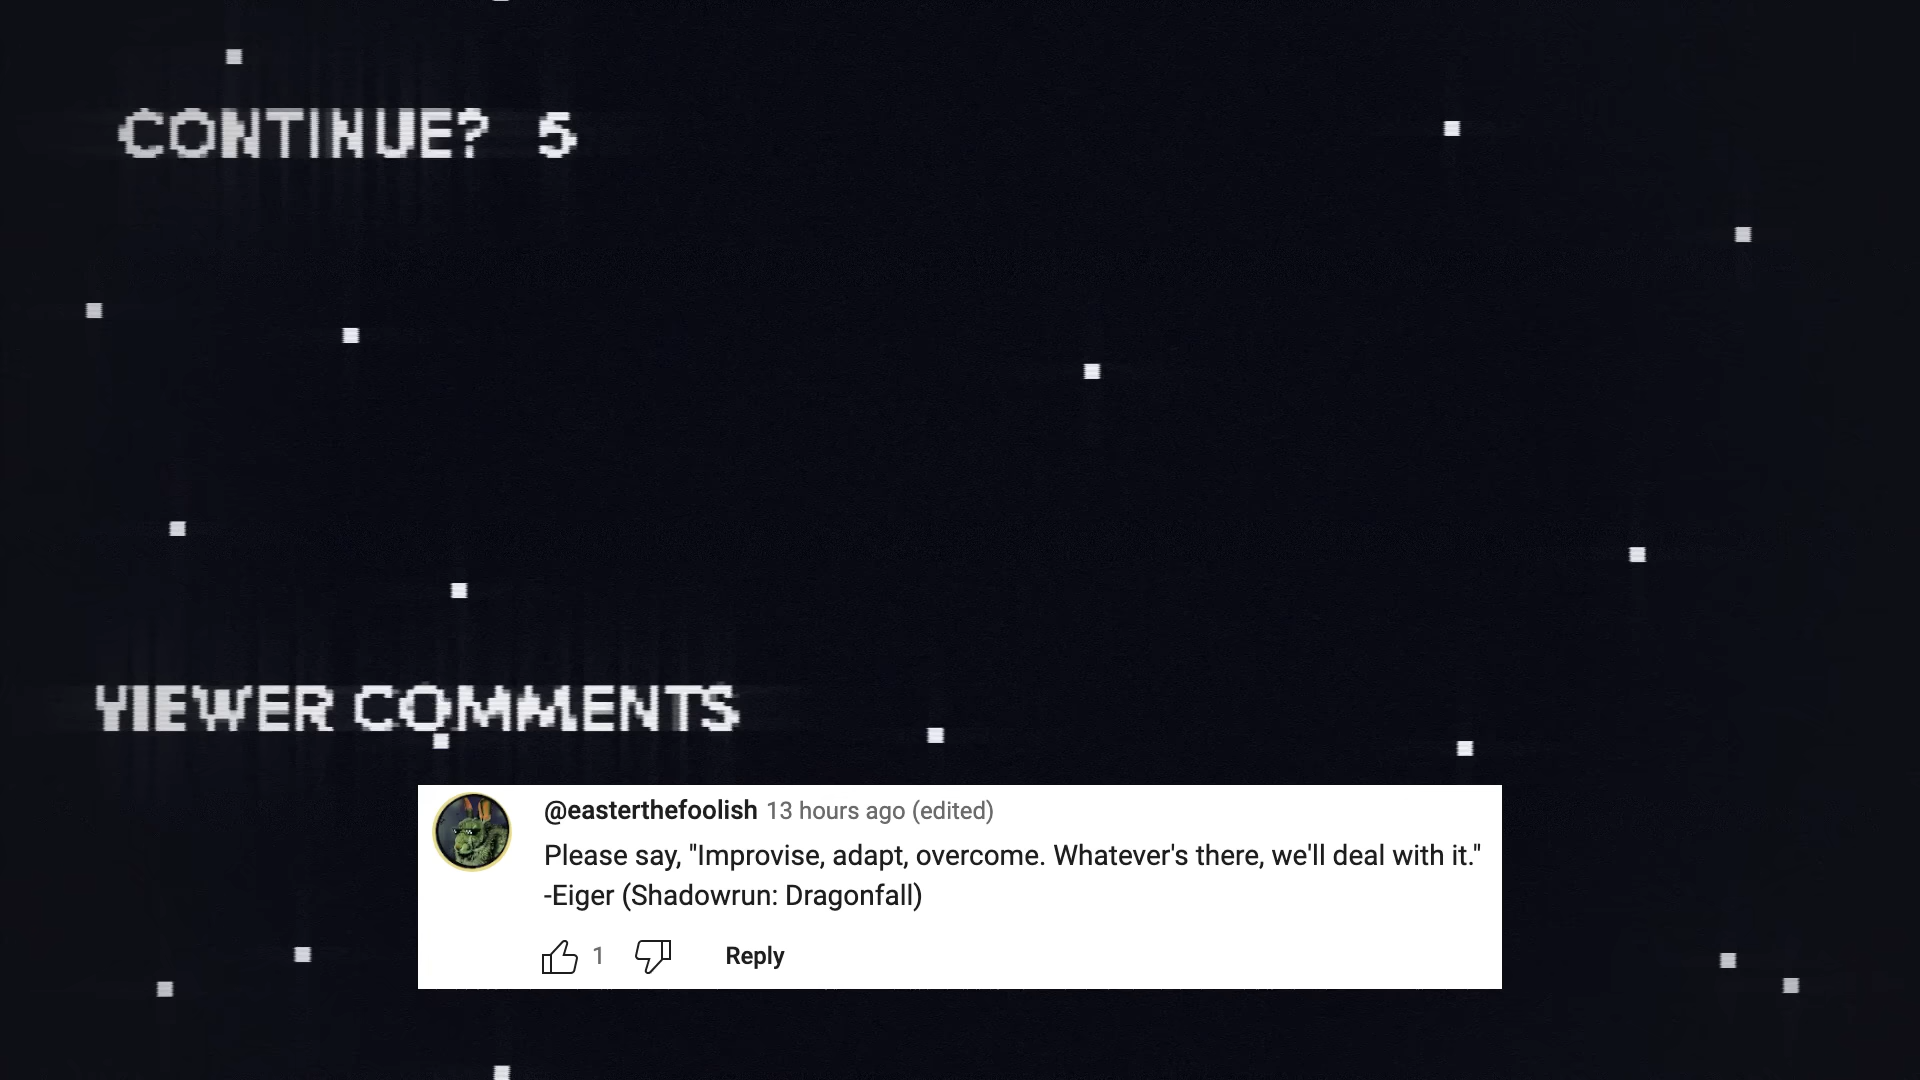 CONTINUE? 5
VIEWER COMMENTS
@easterthefoolish 13 hours ago (edited)
Please say, "Improvise, adapt, overcome. Whatever's there, we'll deal with it."
-Eiger (Shadowrun: Dragonfall)
1 Reply